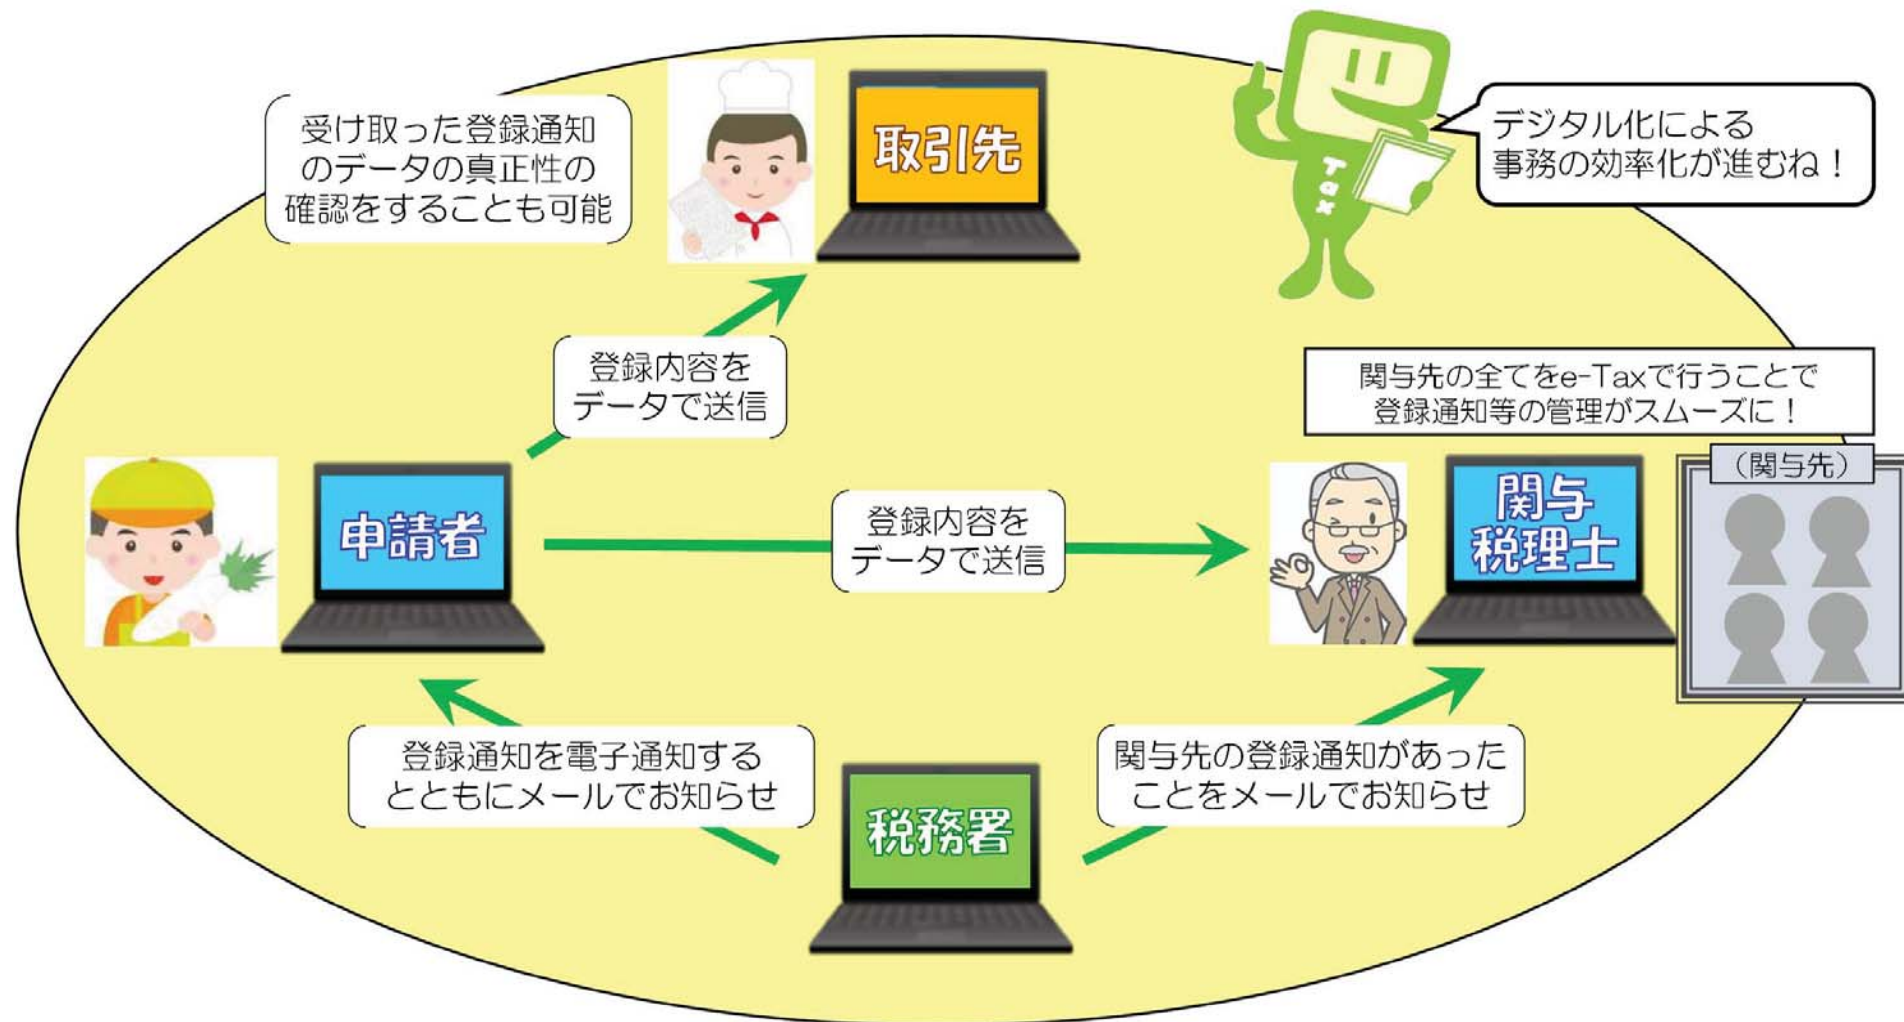 受け取った登録通知
のデータの真正性の
確認をすることも可能
取引先
Tax
デジタル化による
事務の効率化が進むね!
登録内容を
データで送信
関与先の全てをe-Taxで行うことで
登録通知等の管理がスムーズに!
申請者
登録内容を
データで送信
関与
税理士
(関与先)
登録通知を電子通知する
とともにメールでお知らせ
関与先の登録通知があった
ことをメールでお知らせ
税務署